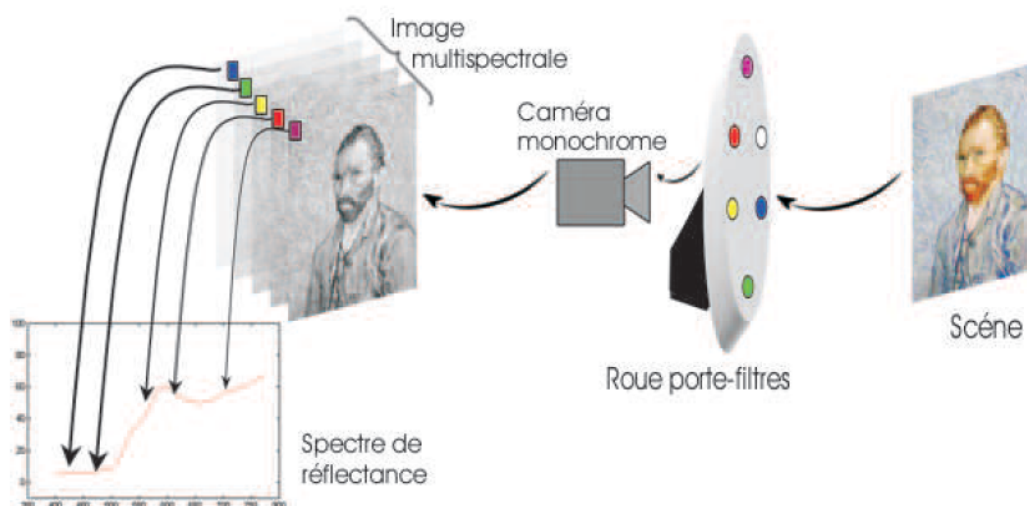 Image
multispectrale
Caméra
monochrome
Scéne
Roue porte-filtres
Spectre de
réflectance
100
80
60
40
20
0